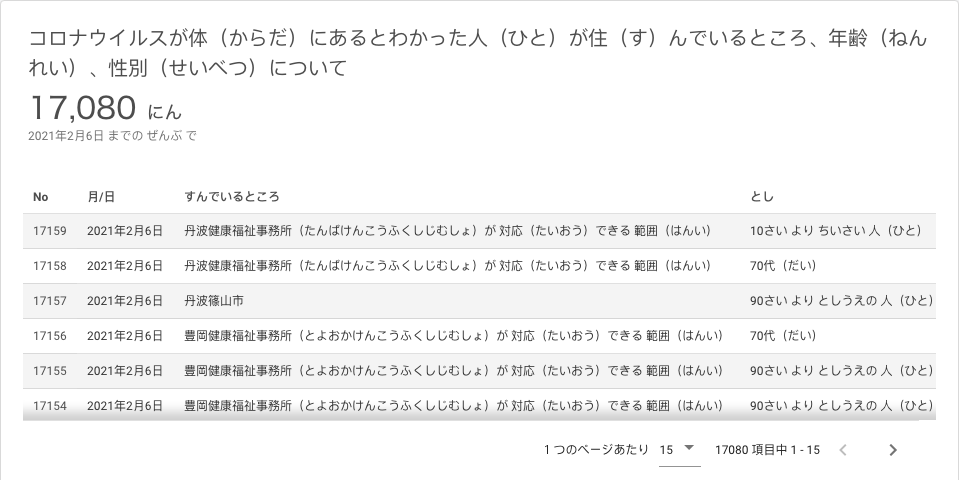 コロナウイルスが体（からだ）にあるとわかった人（ひと）が住（す）んでいるところ、年齢（ねん
れい）、性別（せいべつ）について
17,080 にん
2021年2月6日 までの ぜんぶ で
No 月/日 すんでいるところ とし
17159 2021年2月6日 丹波健康福祉事務所（たんばけんこうふくしじむしょ）が 対応（たいおう）できる 範囲（はんい） 10さい より ちいさい 人（ひと）
17158 2021年2月6日 丹波健康福祉事務所（たんばけんこうふくしじむしょ）が 対応（たいおう）できる 範囲（はんい） 70代（だい）
17157 2021年2月6日 丹波篠山市 90さい より としうえの 人（ひと）
17156 2021年2月6日 豊岡健康福祉事務所（とよおかけんこうふくしじむしょ）が 対応（たいおう）できる 範囲（はんい） 70代（だい）
17155 2021年2月6日 豊岡健康福祉事務所（とよおかけんこうふくしじむしょ）が 対応（たいおう）できる 範囲（はんい） 90さい より としうえの 人（ひと）
17154 2021年2月6日 豊岡健康福祉事務所（とよおかけんこうふくしじむしょ）が 対応（たいおう）できる 範囲（はんい） 90さい より としうえの 人（ひと）
1 つのページあたり 15 17080 項目中 1 - 15